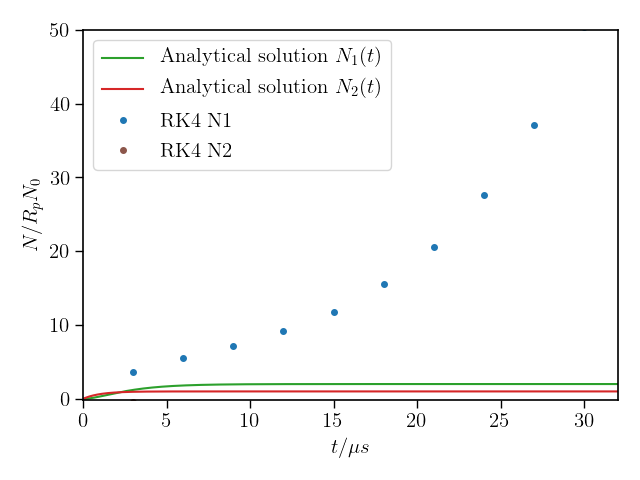 50
40
30
20
10
0
N/R_pN_0
Analytical solution N_1(t)
Analytical solution N_2(t)
RK4 N1
RK4 N2
0 5 10 15 20 25 30
t/μs